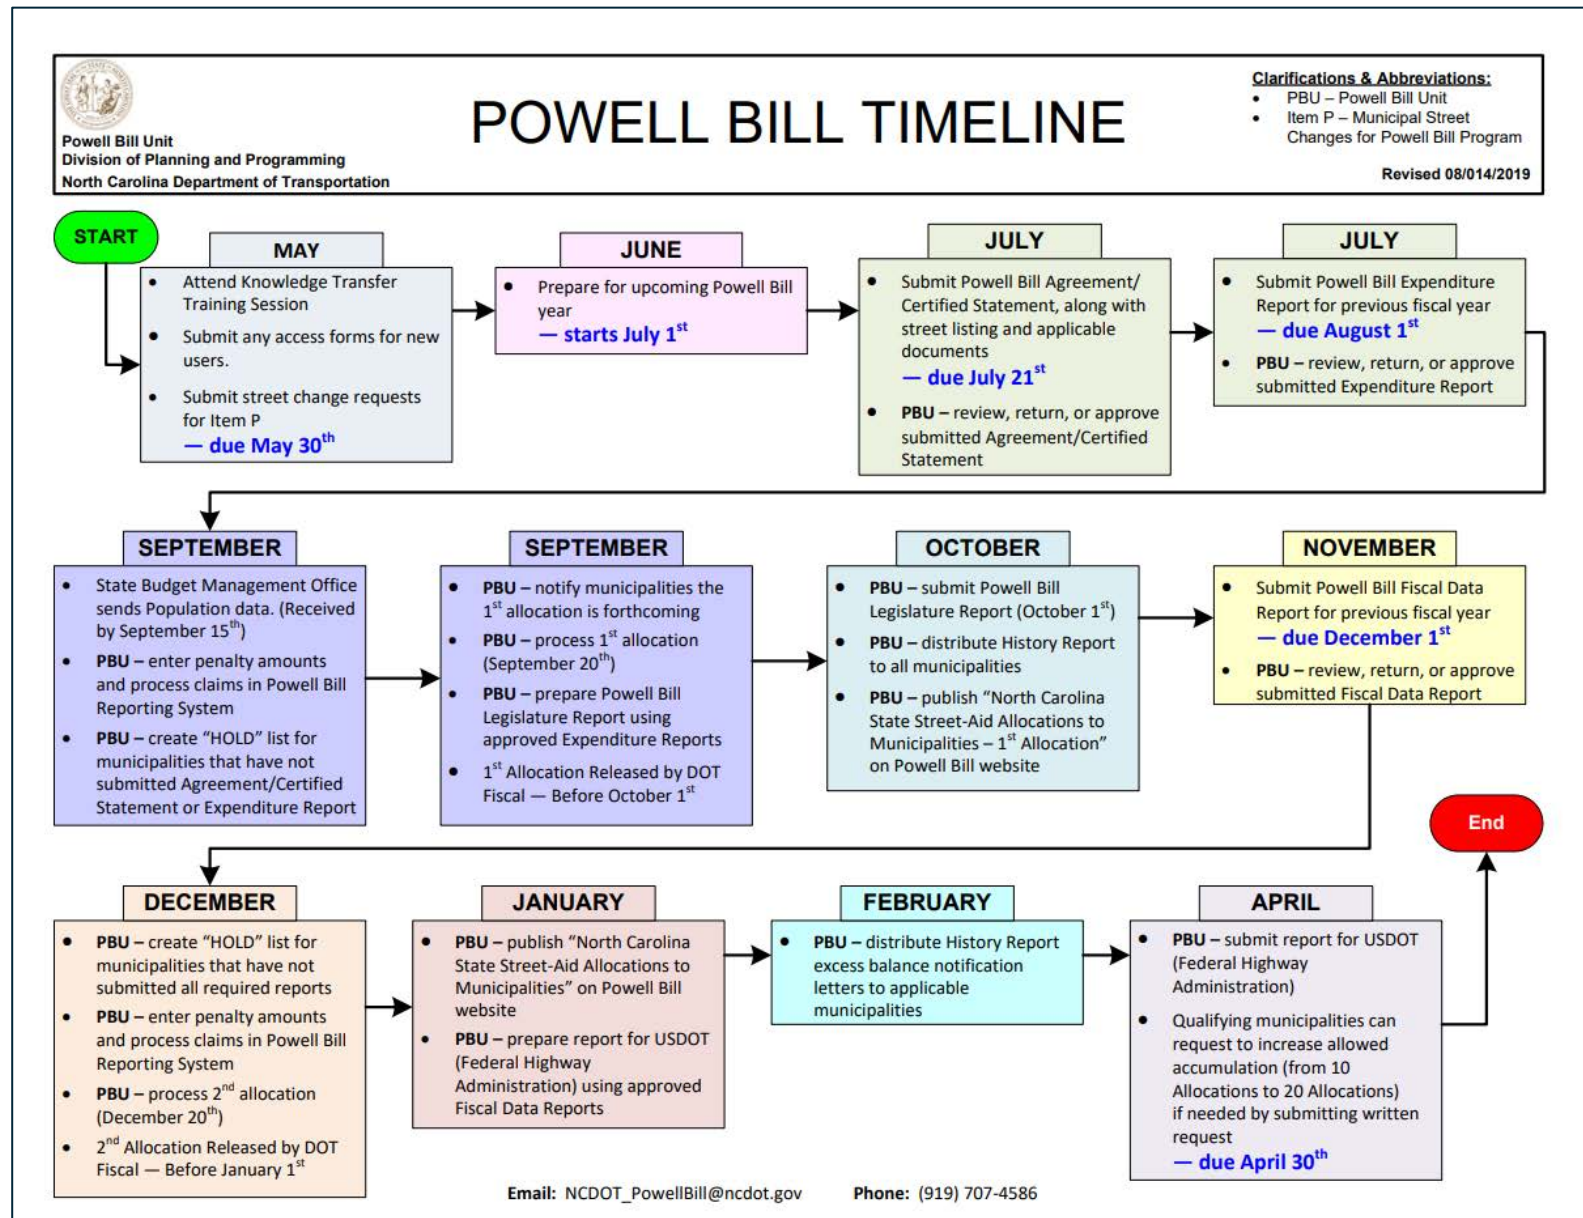 Powell Bill Unit
Division of Planning and Programming
North Carolina Department of Transportation
POWELL BILL TIMELINE
Clarifications & Abbreviations:
• PBU – Powell Bill Unit
• Item P – Municipal Street
Changes for Powell Bill Program
Revised 08/014/2019
START
MAY
• Attend Knowledge Transfer
Training Session
• Submit any access forms for new
users.
• Submit street change requests
for Item P
— due May 30th
JUNE
• Prepare for upcoming Powell Bill
year
— starts July 1st
JULY
• Submit Powell Bill Agreement/
Certified Statement, along with
street listing and applicable
documents
— due July 21st
• PBU – review, return, or approve
submitted Agreement/Certified
Statement
JULY
• Submit Powell Bill Expenditure
Report for previous fiscal year
— due August 1st
• PBU – review, return, or approve
submitted Expenditure Report
SEPTEMBER
• State Budget Management Office
sends Population data. (Received
by September 15th)
• PBU – enter penalty amounts
and process claims in Powell Bill
Reporting System
• PBU – create “HOLD” list for
municipalities that have not
submitted Agreement/Certified
Statement or Expenditure Report
SEPTEMBER
• PBU – notify municipalities the
1st allocation is forthcoming
• PBU – process 1st allocation
(September 20th)
• PBU – prepare Powell Bill
Legislature Report using
approved Expenditure Reports
• 1st Allocation Released by DOT
Fiscal — Before October 1st
OCTOBER
• PBU – submit Powell Bill
Legislature Report (October 1st)
• PBU – distribute History Report
to all municipalities
• PBU – publish “North Carolina
State Street-Aid Allocations to
Municipalities – 1st Allocation”
on Powell Bill website
NOVEMBER
• Submit Powell Bill Fiscal Data
Report for previous fiscal year
— due December 1st
• PBU – review, return, or approve
submitted Fiscal Data Report
End
DECEMBER
• PBU – create “HOLD” list for
municipalities that have not
submitted all required reports
• PBU – enter penalty amounts
and process claims in Powell Bill
Reporting System
• PBU – process 2nd allocation
(December 20th)
• 2nd Allocation Released by DOT
Fiscal — Before January 1st
JANUARY
• PBU – publish “North Carolina
State Street-Aid Allocations to
Municipalities” on Powell Bill
website
• PBU – prepare report for USDOT
(Federal Highway
Administration) using approved
Fiscal Data Reports
FEBRUARY
• PBU – distribute History Report
excess balance notification
letters to applicable
municipalities
APRIL
• PBU – submit report for USDOT
(Federal Highway
Administration)
• Qualifying municipalities can
request to increase allowed
accumulation (from 10
Allocations to 20 Allocations)
if needed by submitting written
request
— due April 30th
Email: NCDOT_PowellBill@ncdot.gov Phone: (919) 707-4586